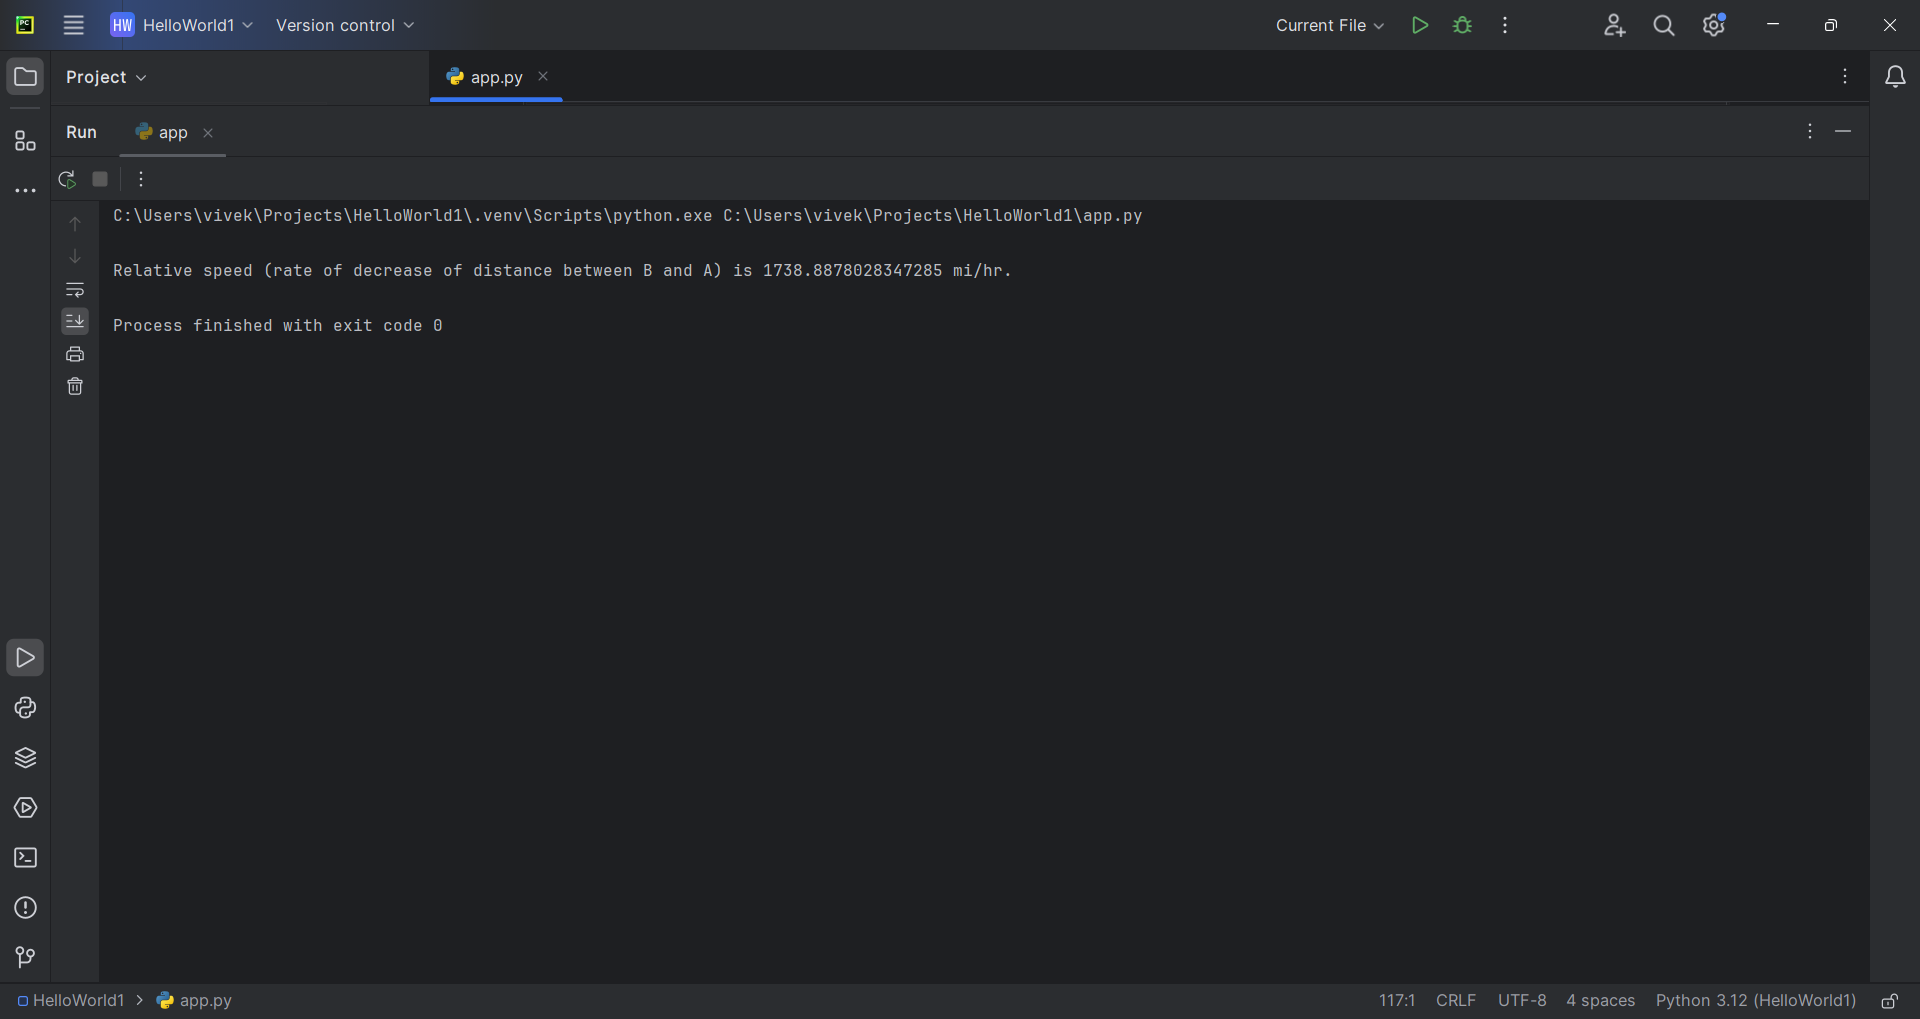 PC
HW HelloWorld1 Version control Current File
Project app.py
Run app
C:\Users\vivek\Projects\HelloWorld1\.venv\Scripts\python.exe C:\Users\vivek\Projects\HelloWorld1\app.py
Relative speed (rate of decrease of distance between B and A) is 1738.8878028347285 mi/hr.
Process finished with exit code 0
HelloWorld1 > app.py 117:1 CRLF UTF-8 4 spaces Python 3.12 (HelloWorld1)